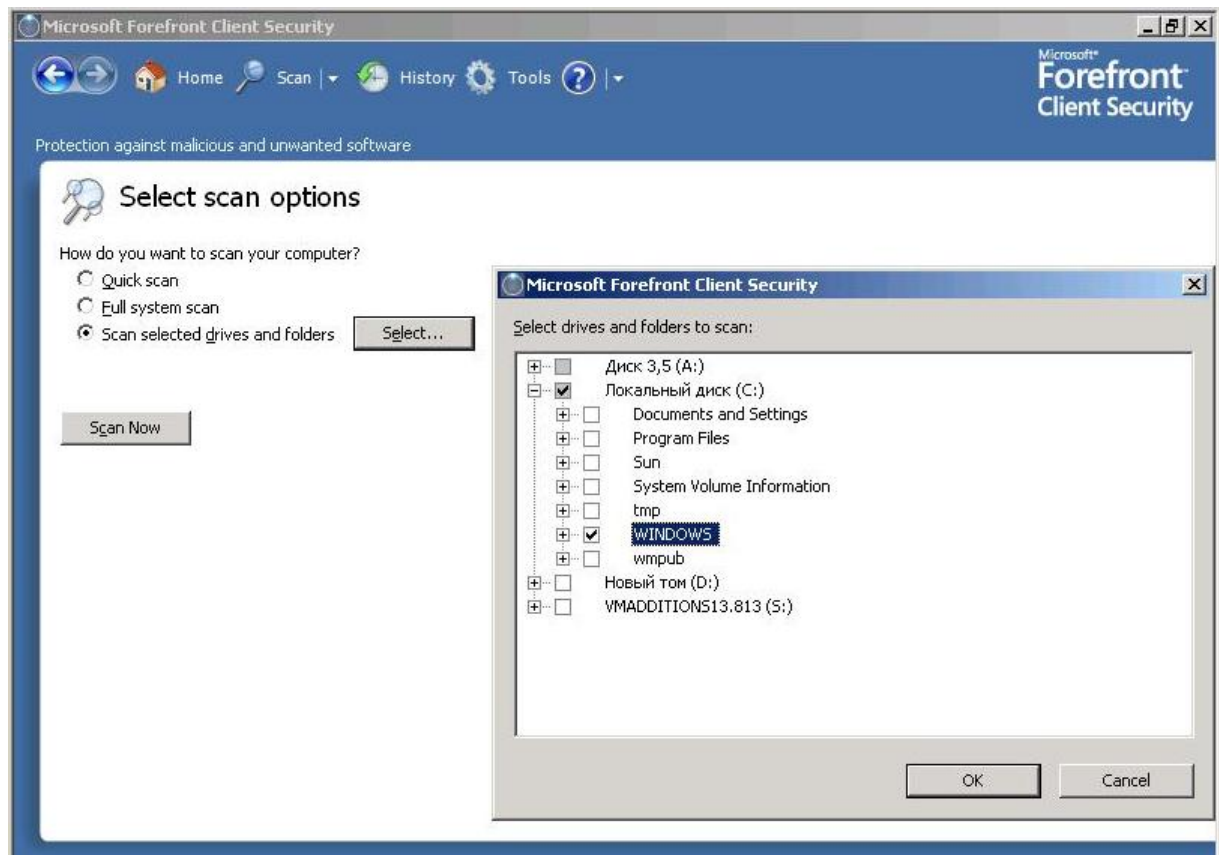 Microsoft Forefront Client Security
Home Scan History Tools
Microsoft
Forefront
Client Security
Protection against malicious and unwanted software
Select scan options
How do you want to scan your computer?
Quick scan
Full system scan
Scan selected drives and folders Select...
Scan Now
Microsoft Forefront Client Security
Select drives and folders to scan:
Диск 3,5 (A:)
Локальный диск (C:)
Documents and Settings
Program Files
Sun
System Volume Information
tmp
WINDOWS
wmpub
Новый том (D:)
VMADDITIONS13.813 (S:)
OK Cancel